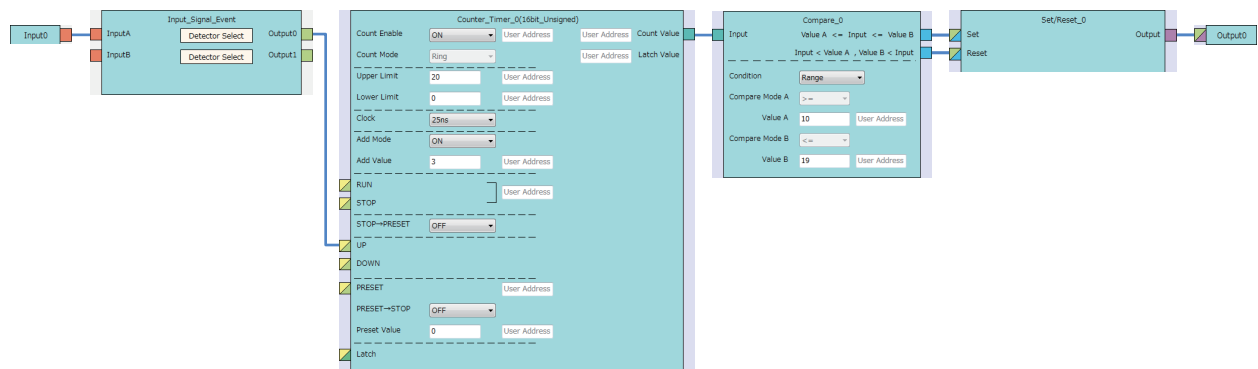 Input0
Input_Signal_Event
InputA
Detector Select
Output0
InputB
Detector Select
Output1
Counter_Timer_0(16bit_Unsigned)
Count Enable
ON
User Address
User Address
Count Value
Count Mode
Ring
User Address
Latch Value
Upper Limit
20
User Address
Lower Limit
0
User Address
Clock
25ns
Add Mode
ON
Add Value
3
User Address
RUN
User Address
STOP
STOP→PRESET
OFF
UP
DOWN
PRESET
User Address
PRESET→STOP
OFF
Preset Value
0
User Address
Latch
Compare_0
Input
Value A <= Input <= Value B
Input < Value A , Value B < Input
Condition
Range
Compare Mode A
>=
Value A
10
User Address
Compare Mode B
<=
Value B
19
User Address
Set/Reset_0
Set
Output
Reset
Output0